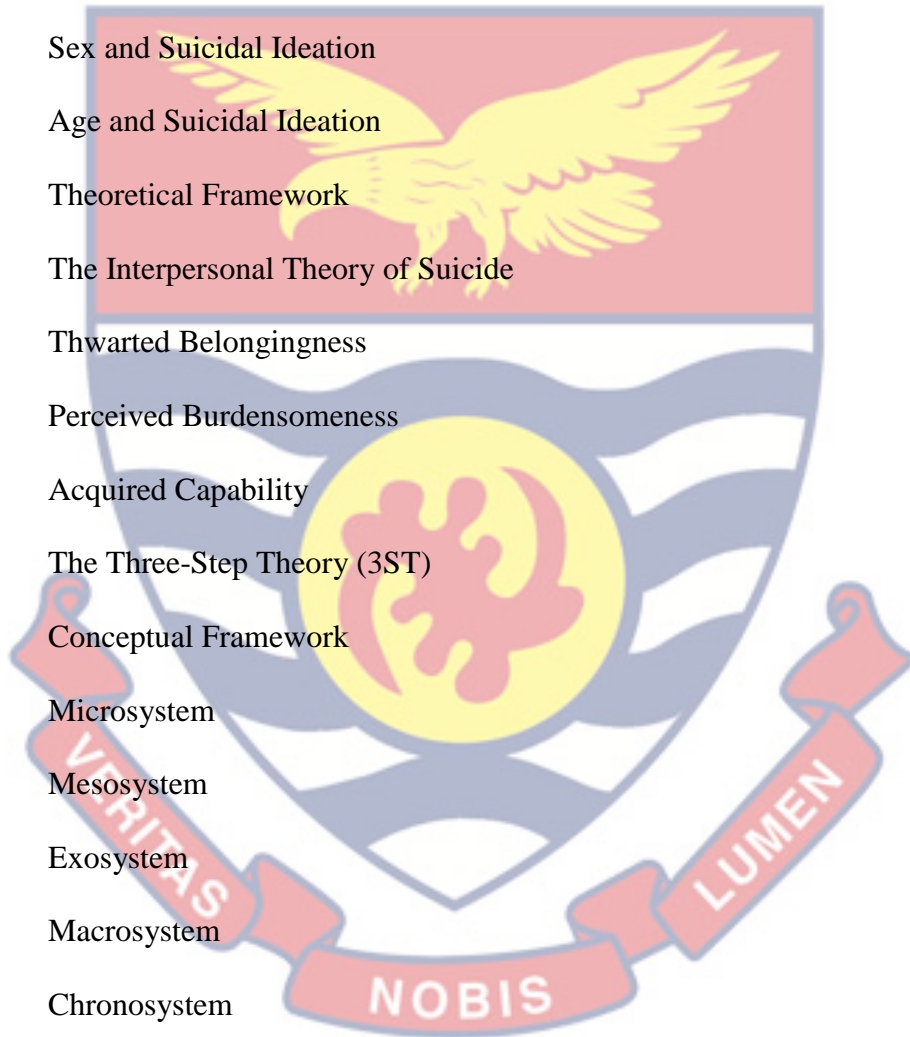 Sex and Suicidal Ideation
Age and Suicidal Ideation
Theoretical Framework
The Interpersonal Theory of Suicide
Thwarted Belongingness
Perceived Burdensomeness
Acquired Capability
The Three-Step Theory (3ST)
Conceptual Framework
Microsystem
Mesosystem
Exosystem
Macrosystem
Chronosystem
VERITAS
NOBIS
LUMEN